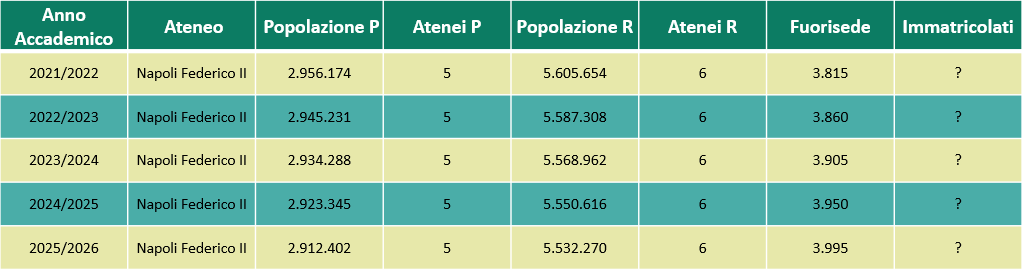 Anno Accademico Ateneo Popolazione P Atenei P Popolazione R Atenei R Fuorisede Immatricolati
2021/2022 Napoli Federico II 2.956.174 5 5.605.654 6 3.815 ?
2022/2023 Napoli Federico II 2.945.231 5 5.587.308 6 3.860 ?
2023/2024 Napoli Federico II 2.934.288 5 5.568.962 6 3.905 ?
2024/2025 Napoli Federico II 2.923.345 5 5.550.616 6 3.950 ?
2025/2026 Napoli Federico II 2.912.402 5 5.532.270 6 3.995 ?